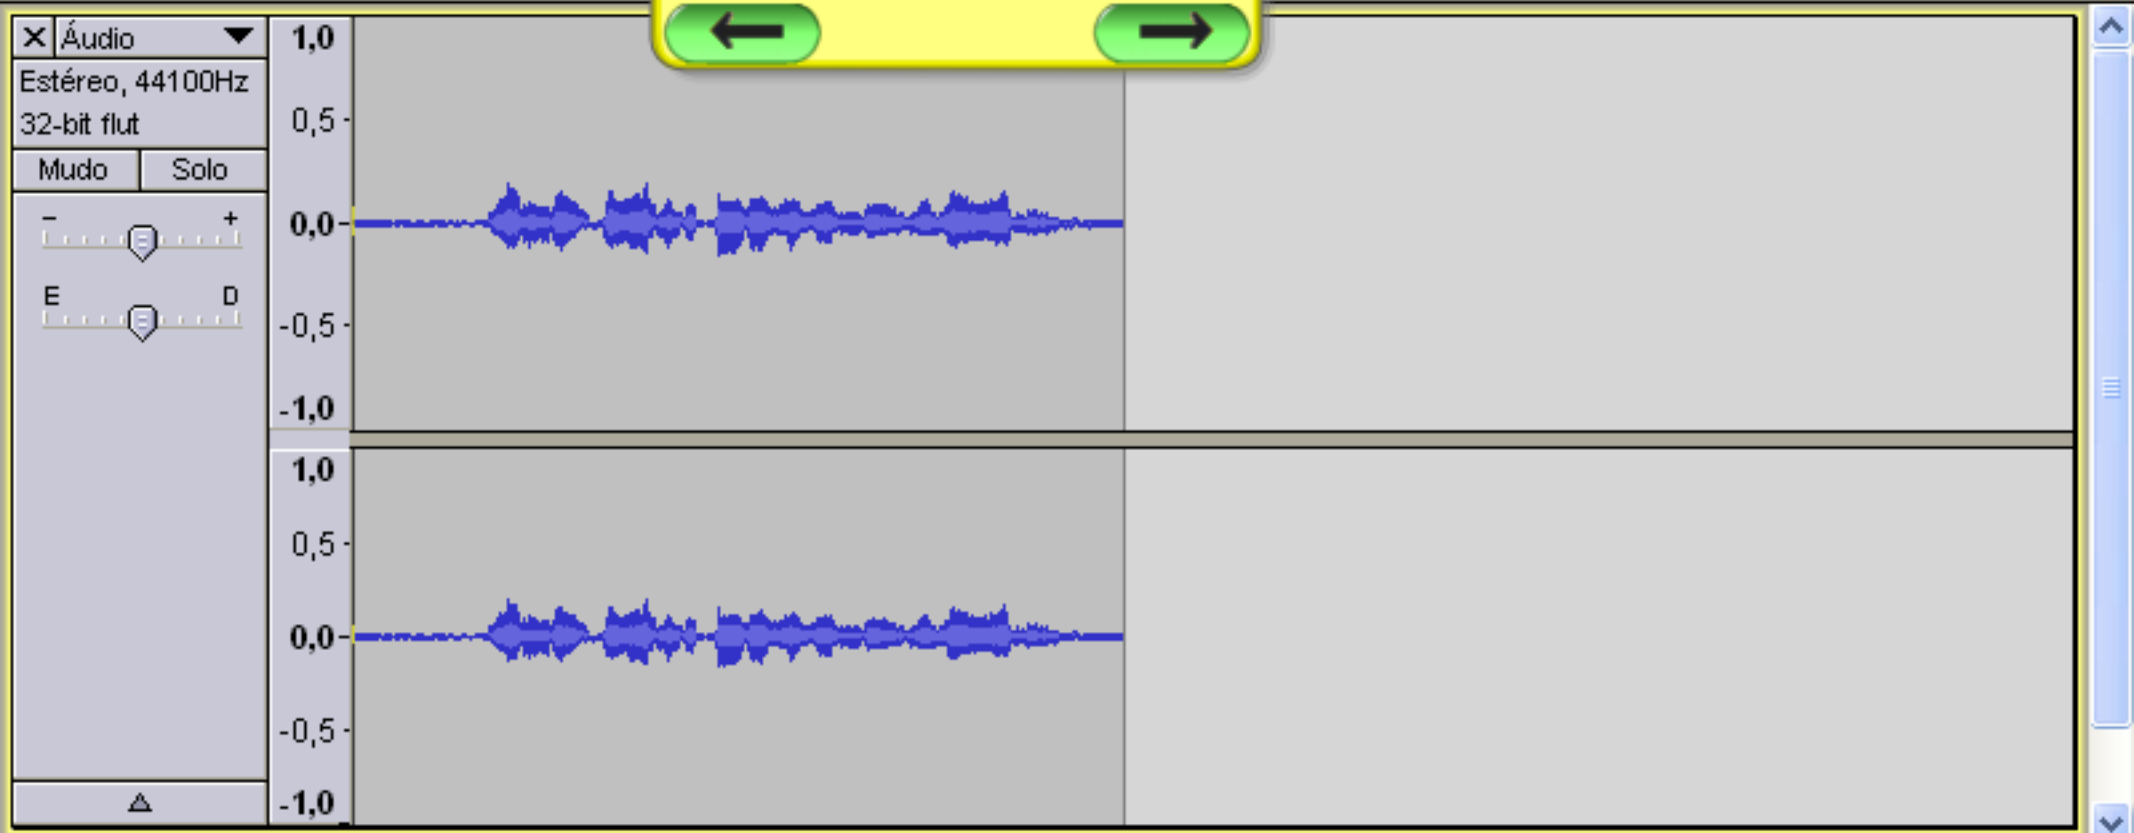 Áudio
Estéreo, 44100Hz
32-bit flut
Mudo Solo
- +
E D
1,0
0,5
0,0
-0,5
-1,0
1,0
0,5
0,0
-0,5
-1,0